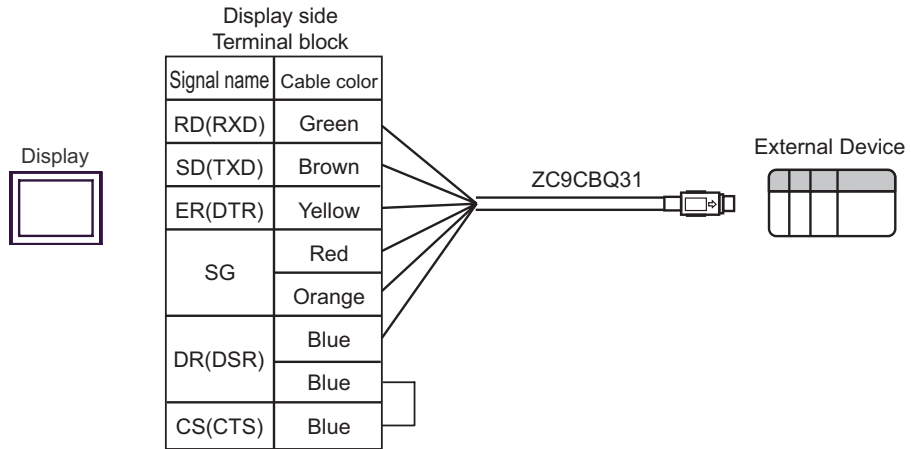 Display side
Terminal block
Signal name Cable color
RD(RXD) Green
SD(TXD) Brown
ER(DTR) Yellow
SG Red
Orange
DR(DSR) Blue
Blue
CS(CTS) Blue
Display
ZC9CBQ31
External Device